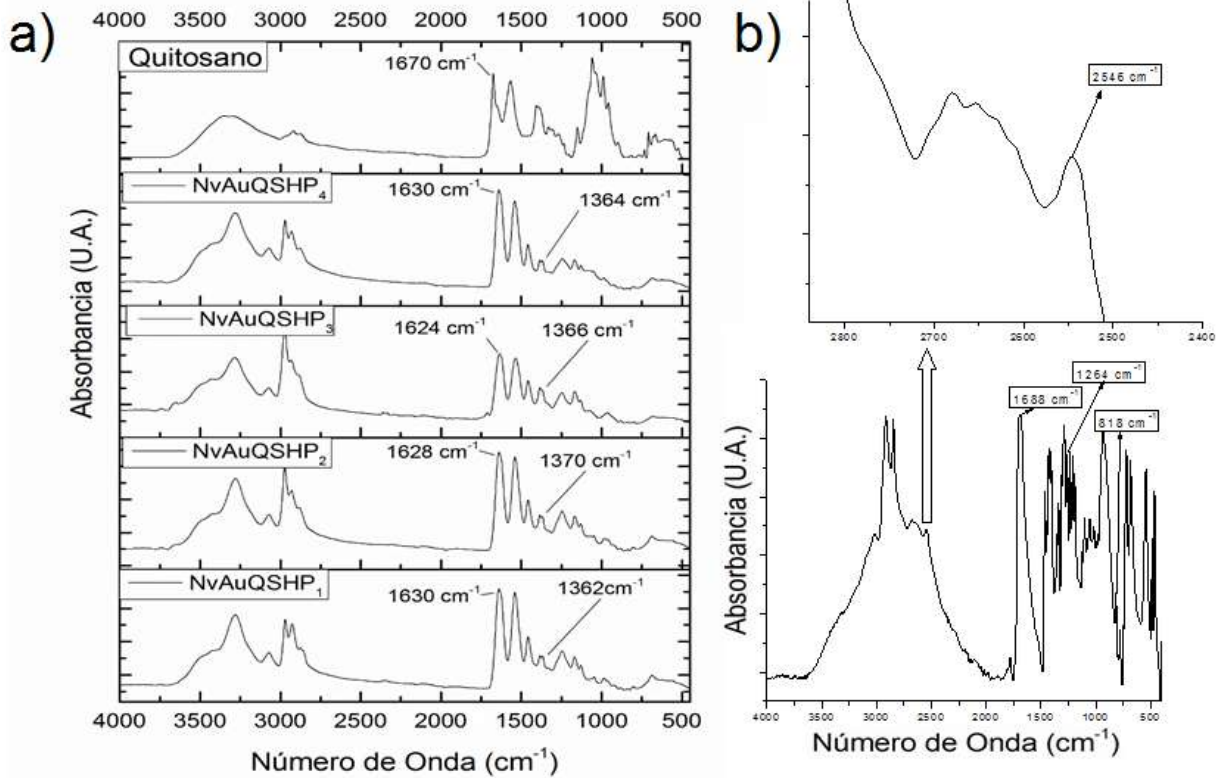 a)
4000 3500 3000 2500 2000 1500 1000 500
Quitosano
1670 cm⁻¹
NvAuQSHP₄
1630 cm⁻¹
1364 cm⁻¹
NvAuQSHP₃
1624 cm⁻¹
1366 cm⁻¹
NvAuQSHP₂
1628 cm⁻¹
1370 cm⁻¹
NvAuQSHP₁
1630 cm⁻¹
1362cm⁻¹
Absorbancia (U.A.)
4000 3500 3000 2500 2000 1500 1000 500
Número de Onda (cm⁻¹)
b)
2546 cm⁻¹
2800 2700 2600 2500 2400
1688 cm⁻¹
1264 cm⁻¹
818 cm⁻¹
Absorbancia (U.A.)
4000 3500 3000 2500 2000 1500 1000 500
Número de Onda (cm⁻¹)